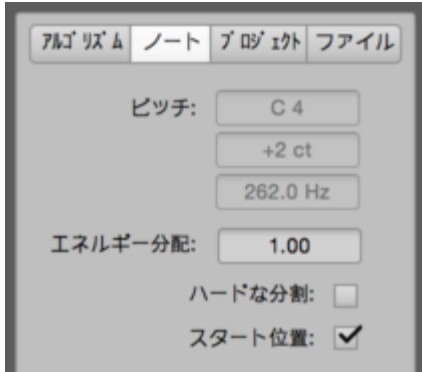 ｱﾙｺﾞﾘｽﾞﾑ ノート ﾌﾟﾛｼﾞｪｸﾄ ファイル
ピッチ: C 4
+2 ct
262.0 Hz
エネルギー分配: 1.00
ハードな分割:
スタート位置: